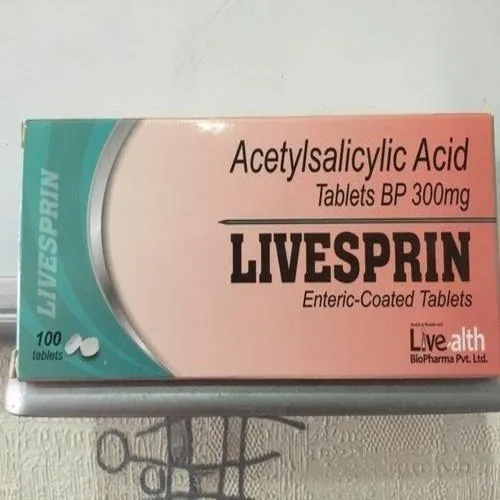 LIVESPRIN
100
tablets
Acetylsalicylic Acid
Tablets BP 300mg
LIVESPRIN
Enteric-Coated Tablets
Livealth
BioPharma Pvt. Ltd.